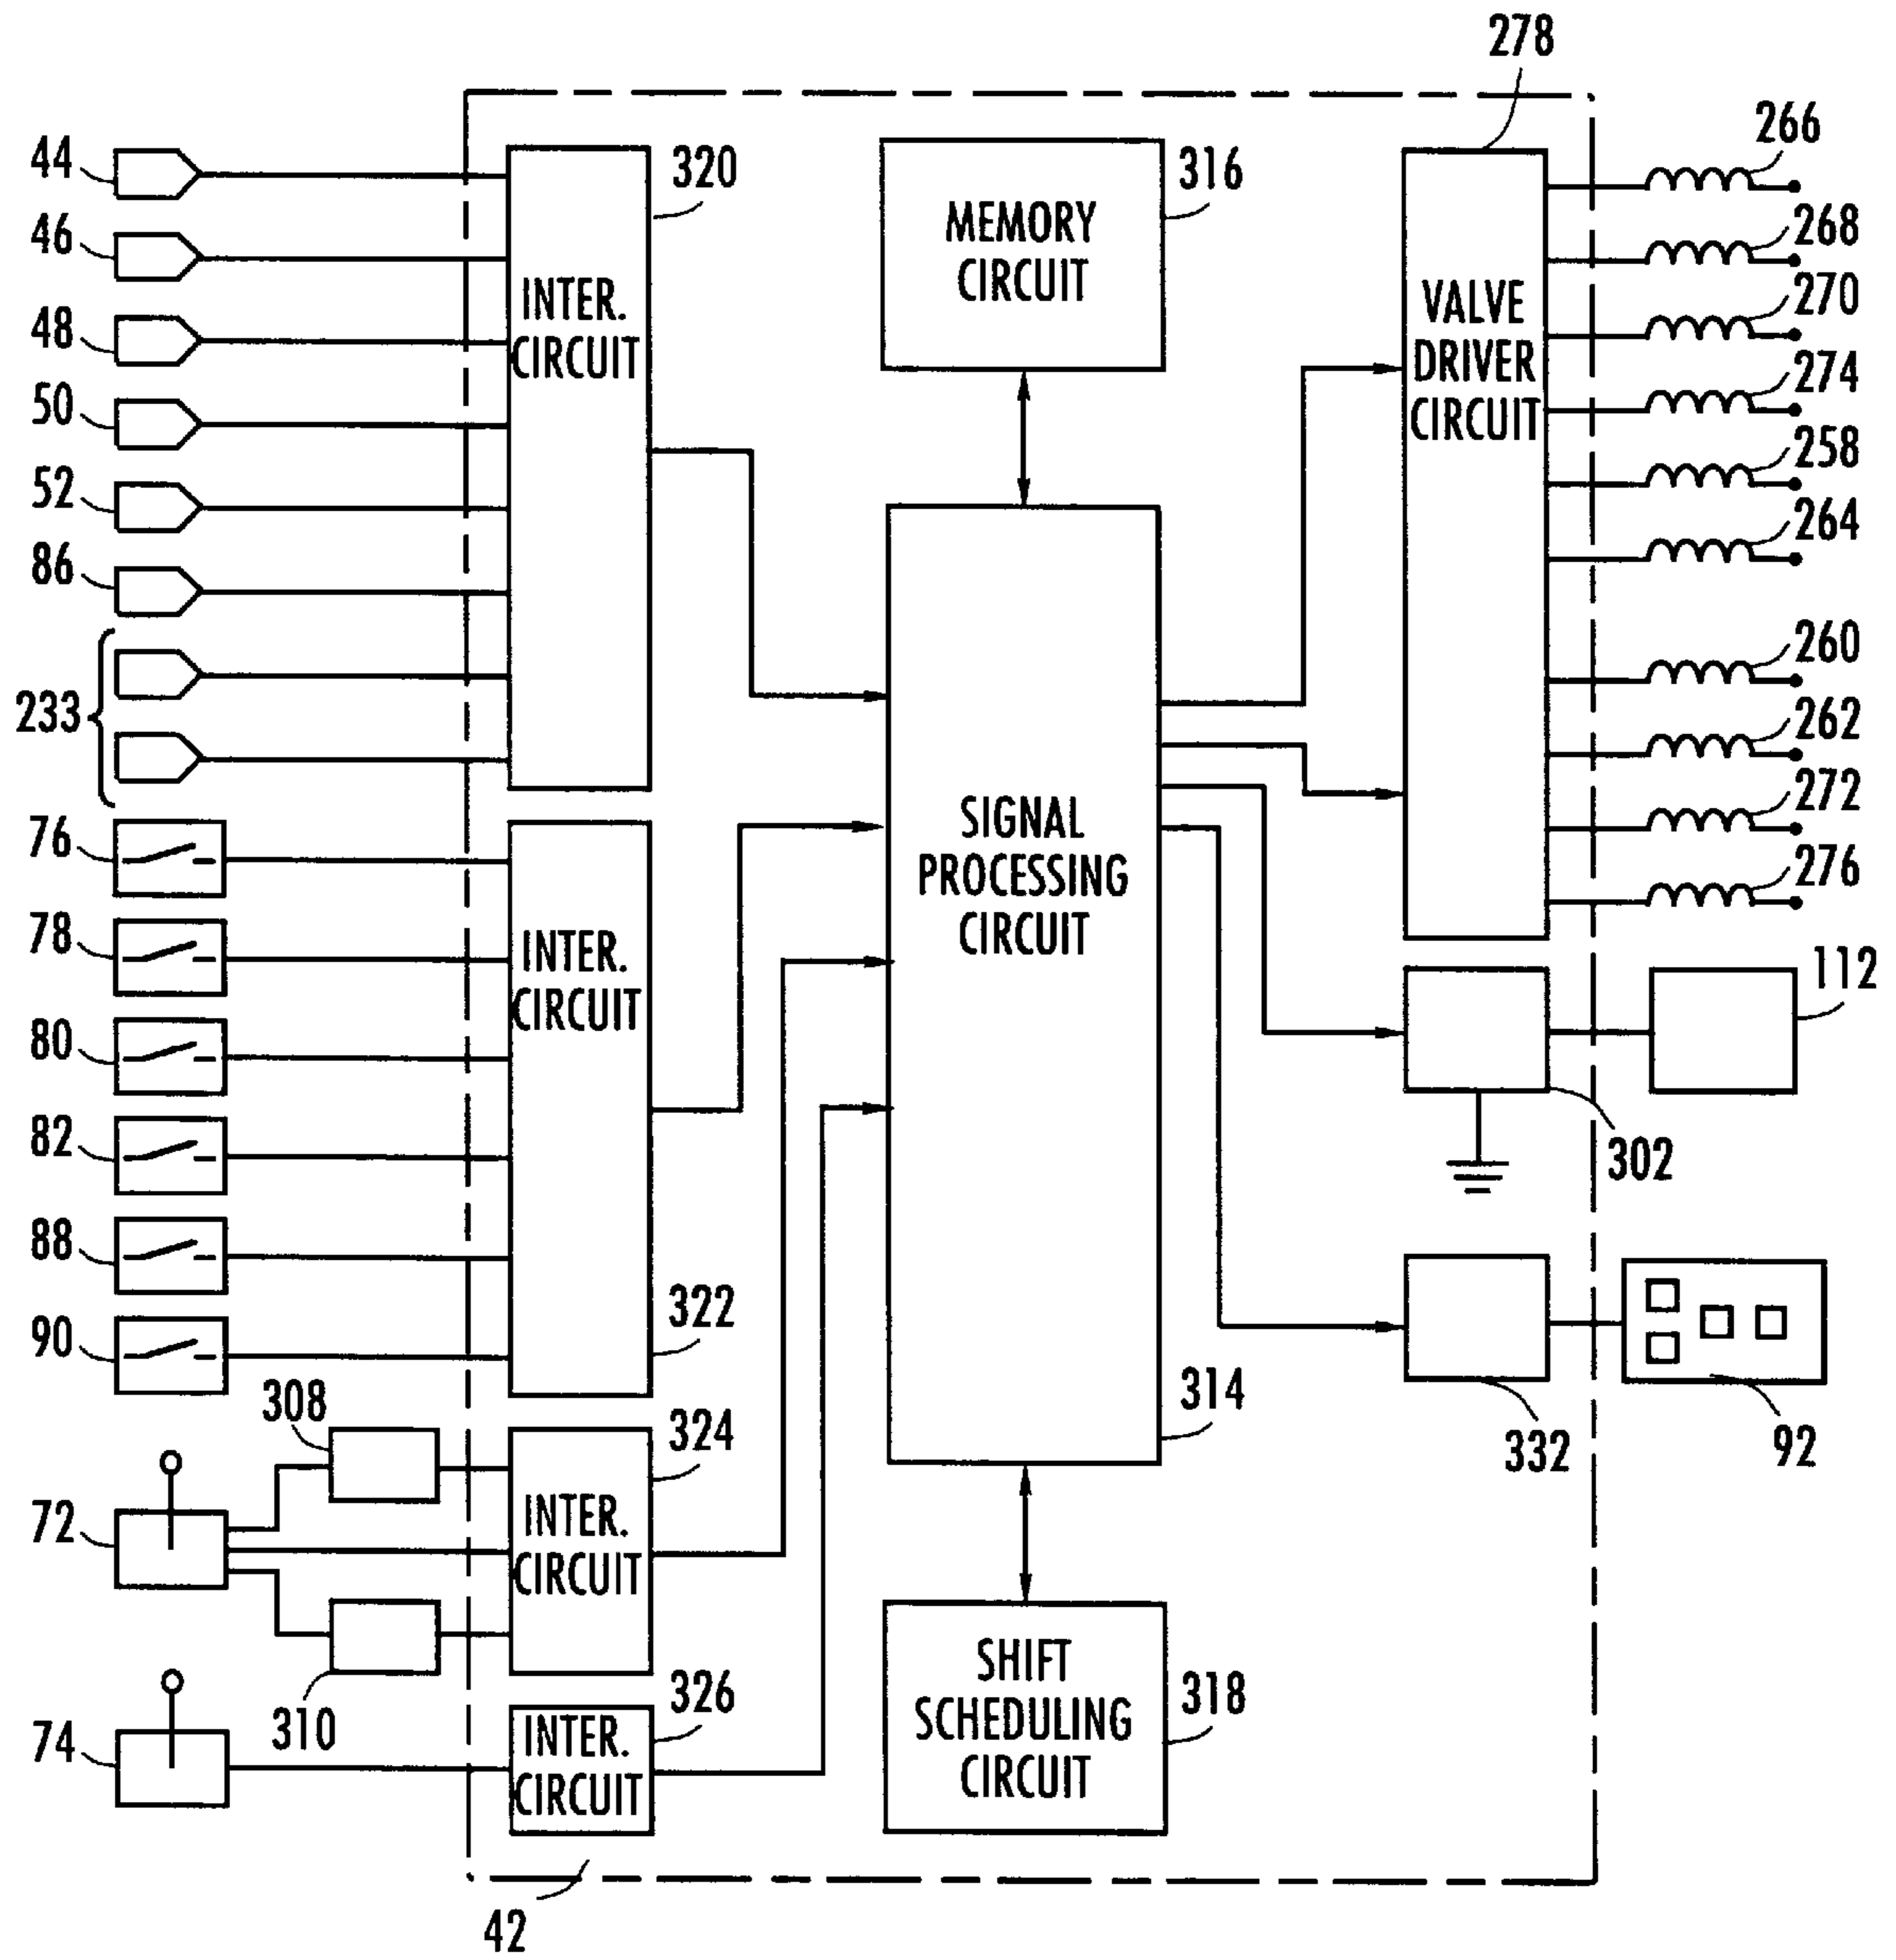 278
266
44
320
316
46
268
MEMORY
CIRCUIT
48
INTER.
CIRCUIT
VALVE
DRIVER
CIRCUIT
270
274
50
258
52
264
86
260
233
262
272
76
SIGNAL
PROCESSING
CIRCUIT
276
78
INTER.
CIRCUIT
112
80
82
302
88
322
90
308
324
314
332
92
72
INTER.
CIRCUIT
310
74
326
INTER.
CIRCUIT
SHIFT
SCHEDULING
CIRCUIT
318
42